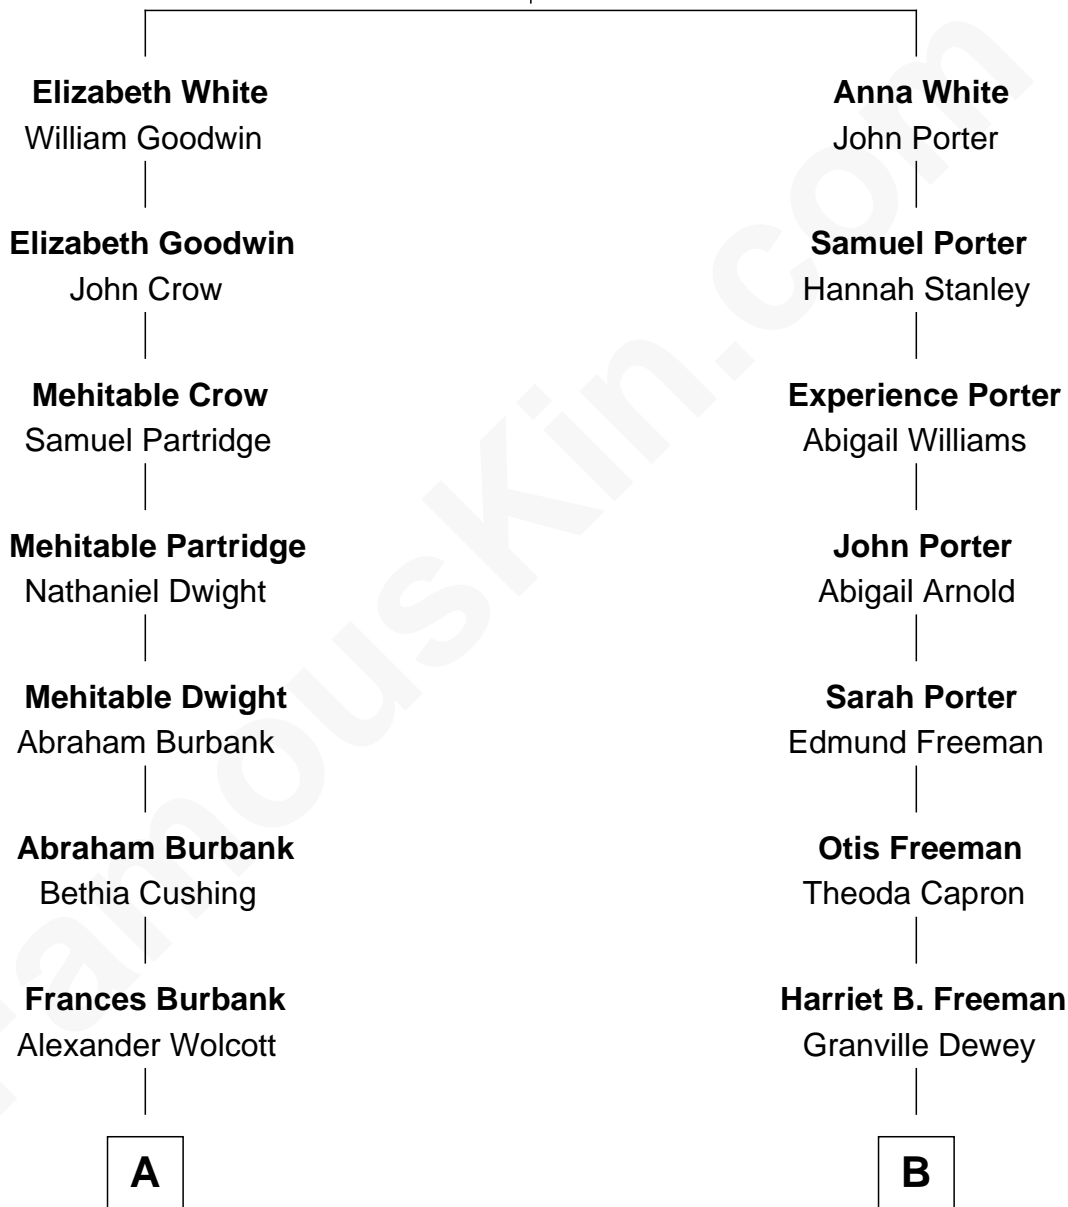 Elizabeth White
William Goodwin
Elizabeth Goodwin
John Crow
Mehitable Crow
Samuel Partridge
Mehitable Partridge
Nathaniel Dwight
Mehitable Dwight
Abraham Burbank
Abraham Burbank
Bethia Cushing
Frances Burbank
Alexander Wolcott
A
Anna White
John Porter
Samuel Porter
Hannah Stanley
Experience Porter
Abigail Williams
John Porter
Abigail Arnold
Sarah Porter
Edmund Freeman
Otis Freeman
Theoda Capron
Harriet B. Freeman
Granville Dewey
B
FamousKin.com